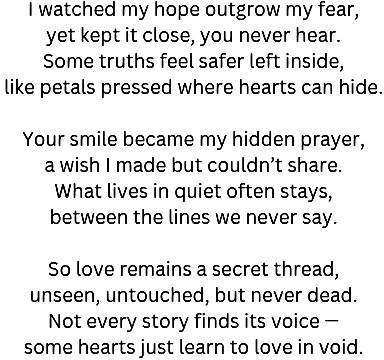 I watched my hope outgrow my fear,
yet kept it close, you never hear.
Some truths feel safer left inside,
like petals pressed where hearts can hide.
Your smile became my hidden prayer,
a wish I made but couldn’t share.
What lives in quiet often stays,
between the lines we never say.
So love remains a secret thread,
unseen, untouched, but never dead.
Not every story finds its voice —
some hearts just learn to love in void.